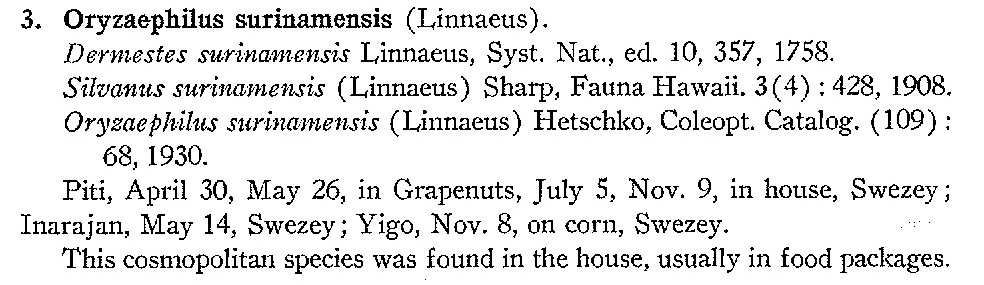 3. Oryzaephilus surinamensis (Linnaeus).
Dermestes surinamensis Linnaeus, Syst. Nat., ed. 10, 357, 1758.
Silvanus surinamensis (Linnaeus) Sharp, Fauna Hawaii. 3(4) : 428, 1908.
Oryzaephilus surinamensis (Linnaeus) Hetschko, Coleopt. Catalog. (109) :
68, 1930.
Piti, April 30, May 26, in Grapenuts, July 5, Nov. 9, in house, Swezey;
Inarajan, May 14, Swezey; Yigo, Nov. 8, on corn, Swezey.
This cosmopolitan species was found in the house, usually in food packages.